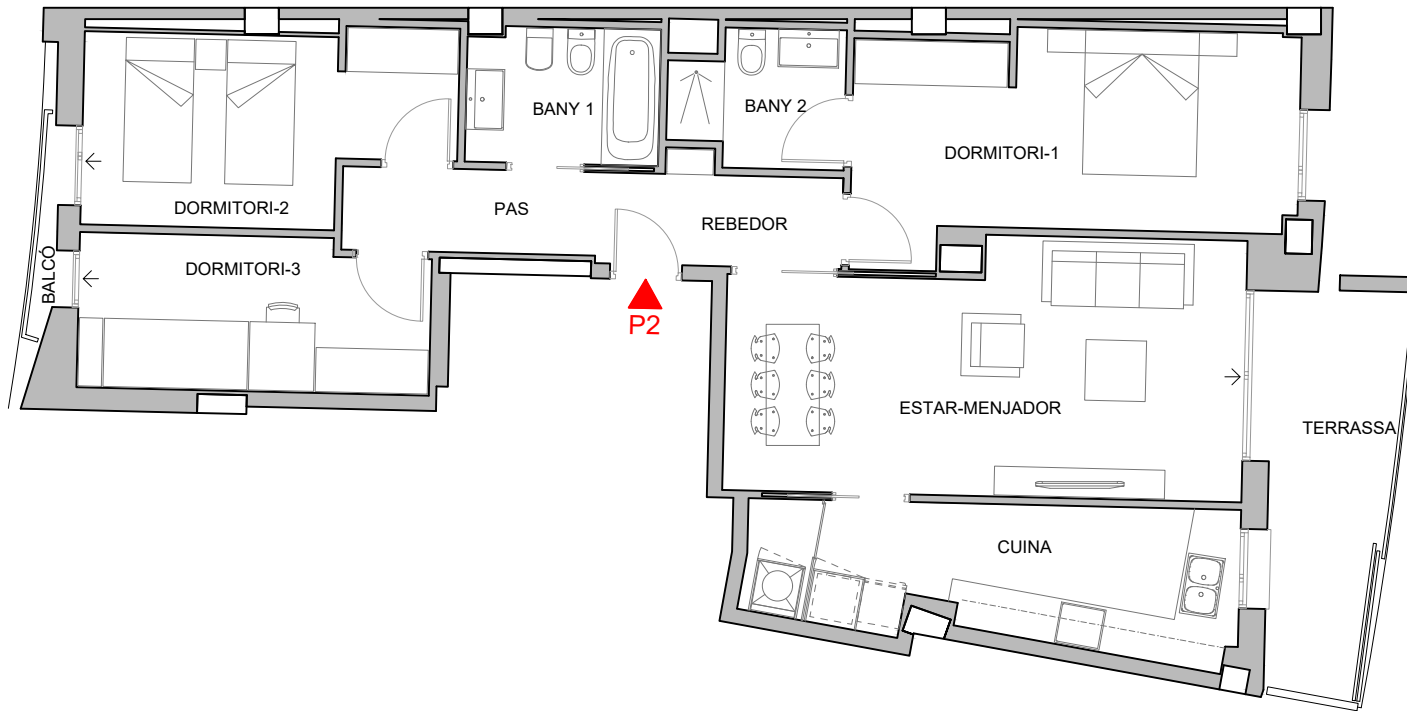 BANY 1
BANY 2
DORMITORI-1
DORMITORI-2
PAS
REBEDOR
BALCÓ
DORMITORI-3
P2
ESTAR-MENJADOR
TERRASSA
CUINA